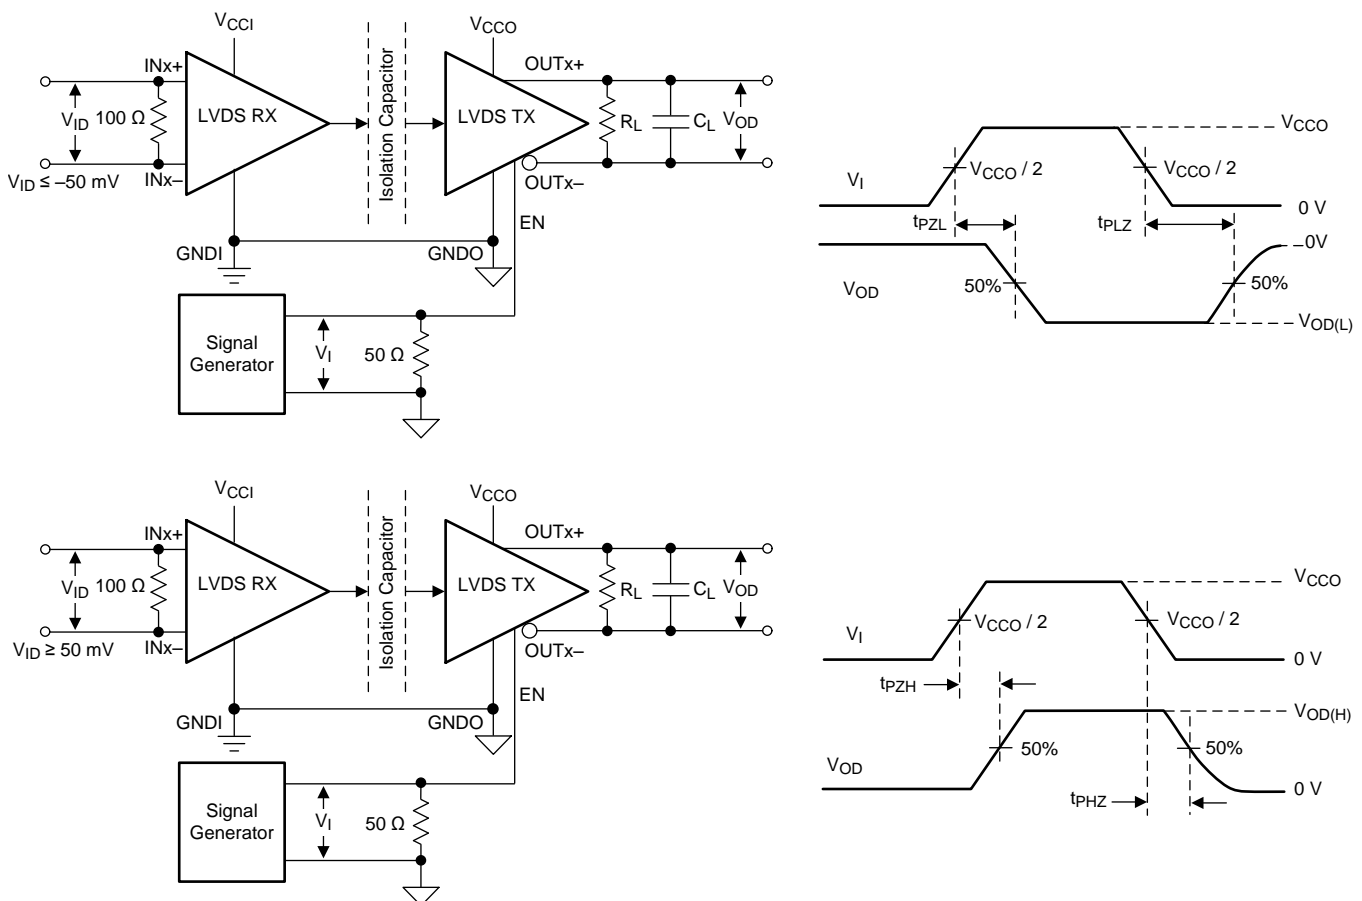 VCCI
VCCO
INx+
OUTx+
LVDS RX
LVDS TX
VID
100 Ω
Isolation Capacitor
RL
CL
VOD
INx–
OUTx–
VID ≤ –50 mV
EN
GNDI
GNDO
Signal
Generator
VI
50 Ω
VCCO
VI
VCCO / 2
VCCO / 2
0 V
tPZL
tPLZ
0V
VOD
50%
50%
VOD(L)
VCCI
VCCO
INx+
OUTx+
LVDS RX
LVDS TX
VID
100 Ω
Isolation Capacitor
RL
CL
VOD
INx–
OUTx–
VID ≥ 50 mV
EN
GNDI
GNDO
Signal
Generator
VI
50 Ω
VCCO
VI
VCCO / 2
VCCO / 2
0 V
tPZH
VOD(H)
VOD
50%
50%
0 V
tPHZ